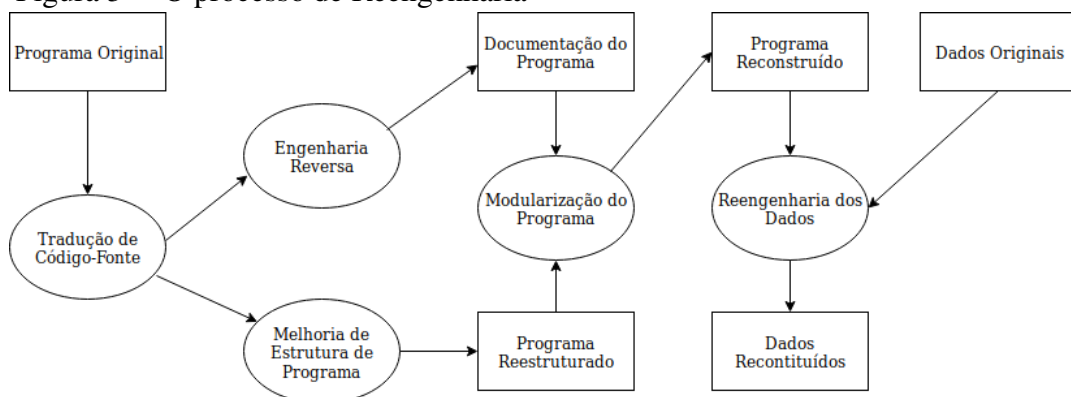 Figura O processo de Reengenharia
Programa Original
Documentação do
Programa
Programa
Reconstruído
Dados Originais
Engenharia
Reversa
Tradução de
Código-Fonte
Modularização do
Programa
Reengenharia dos
Dados
Melhoria de
Estrutura de
Programa
Programa
Reestruturado
Dados
Recontituídos